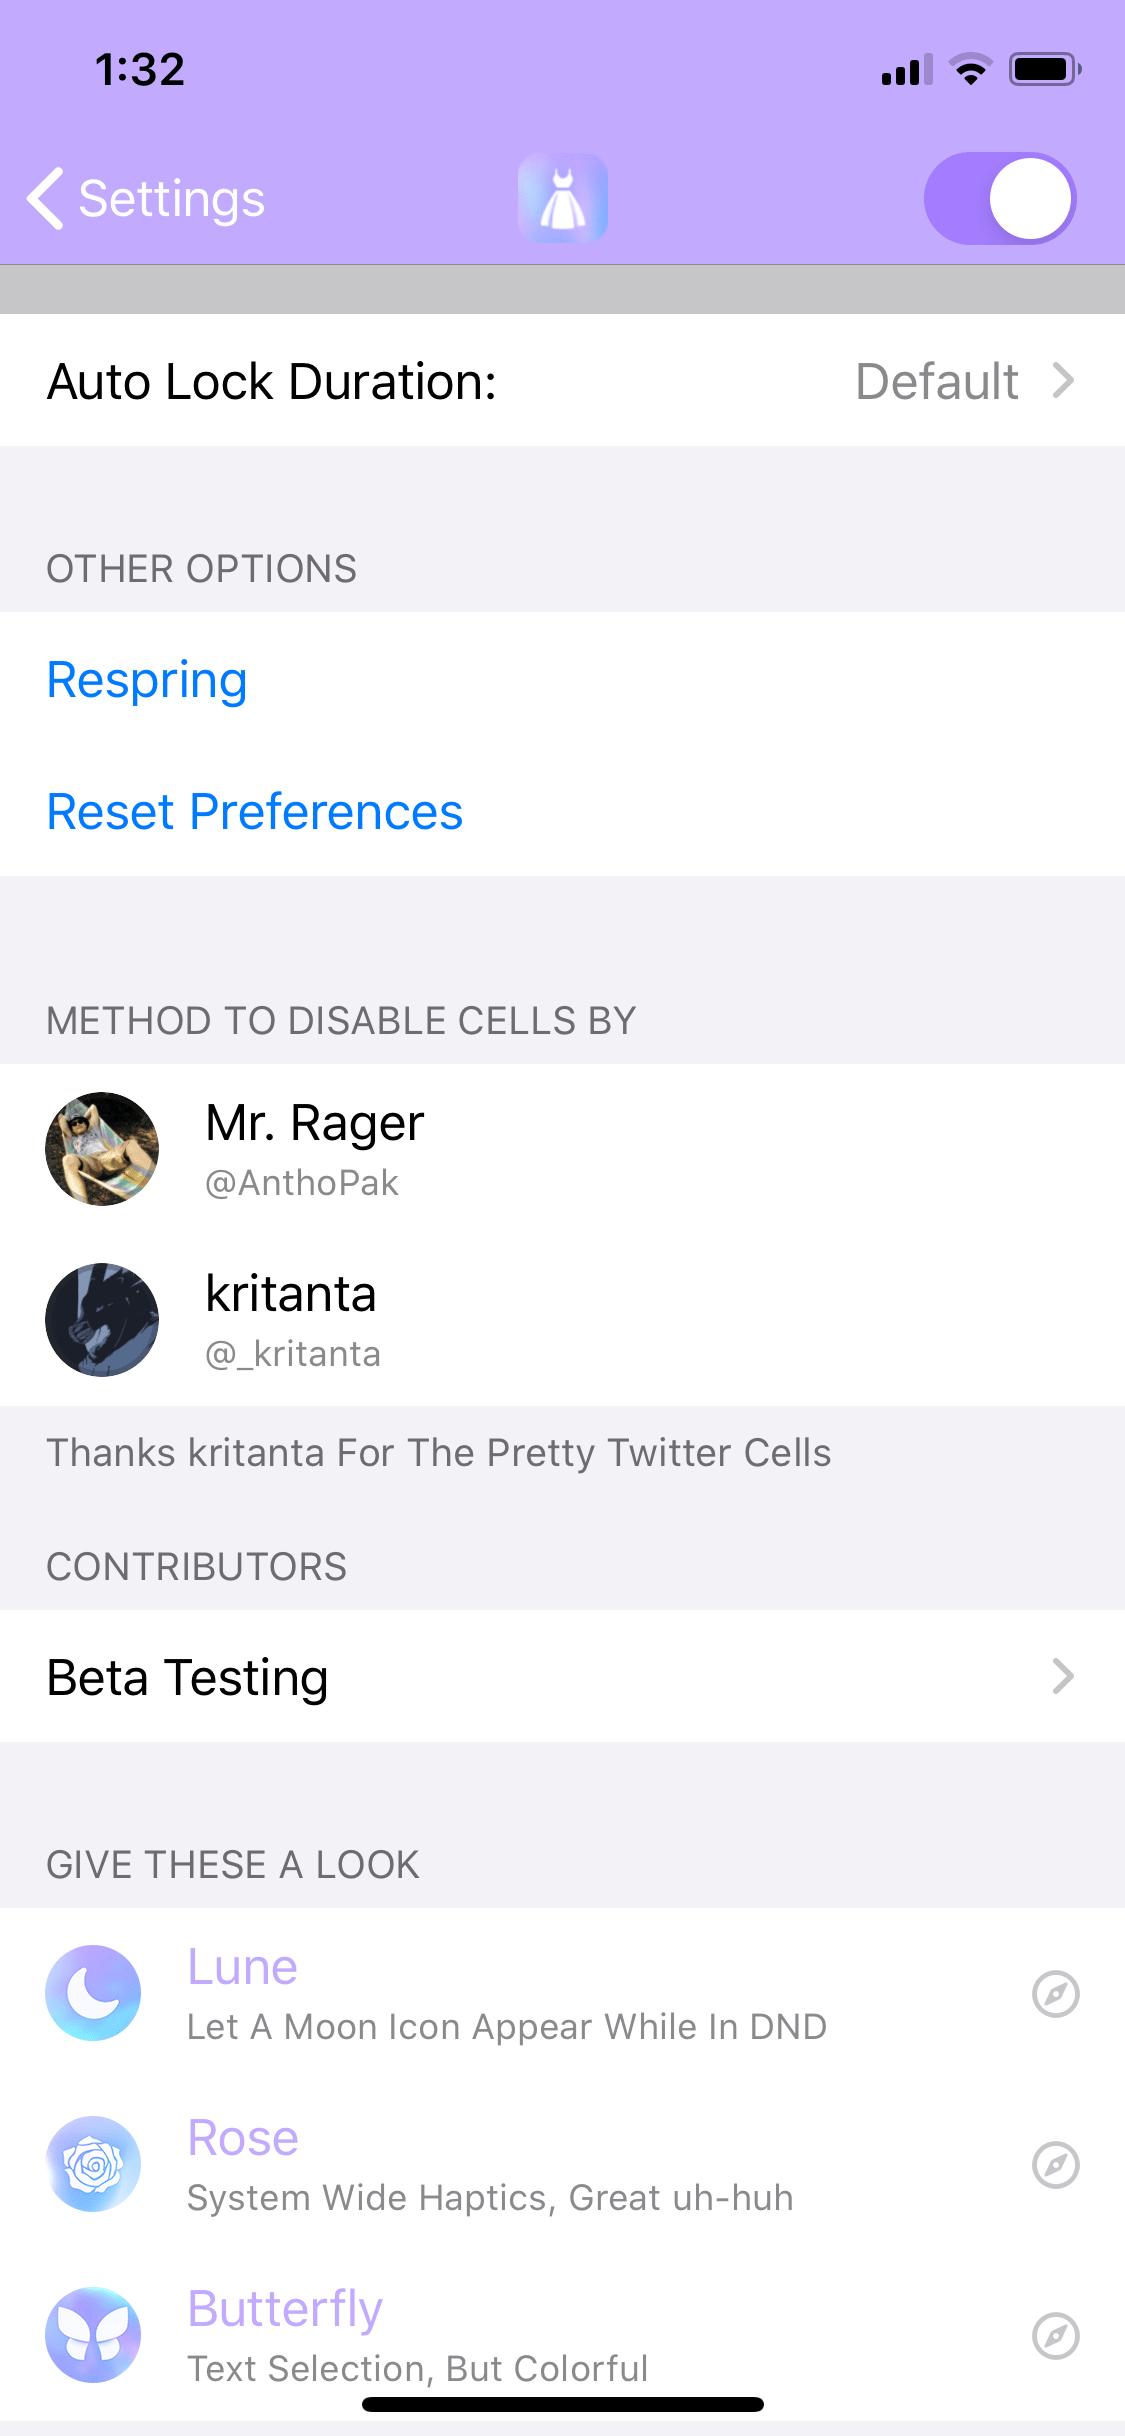 1:32
Settings
Auto Lock Duration:
Default
OTHER OPTIONS
Respring
Reset Preferences
METHOD TO DISABLE CELLS BY
Mr. Rager
@AnthoPak
kritanta
@_kritanta
Thanks kritanta For The Pretty Twitter Cells
CONTRIBUTORS
Beta Testing
GIVE THESE A LOOK
Lune
Let A Moon Icon Appear While In DND
Rose
System Wide Haptics, Great uh-huh
Butterfly
Text Selection, But Colorful